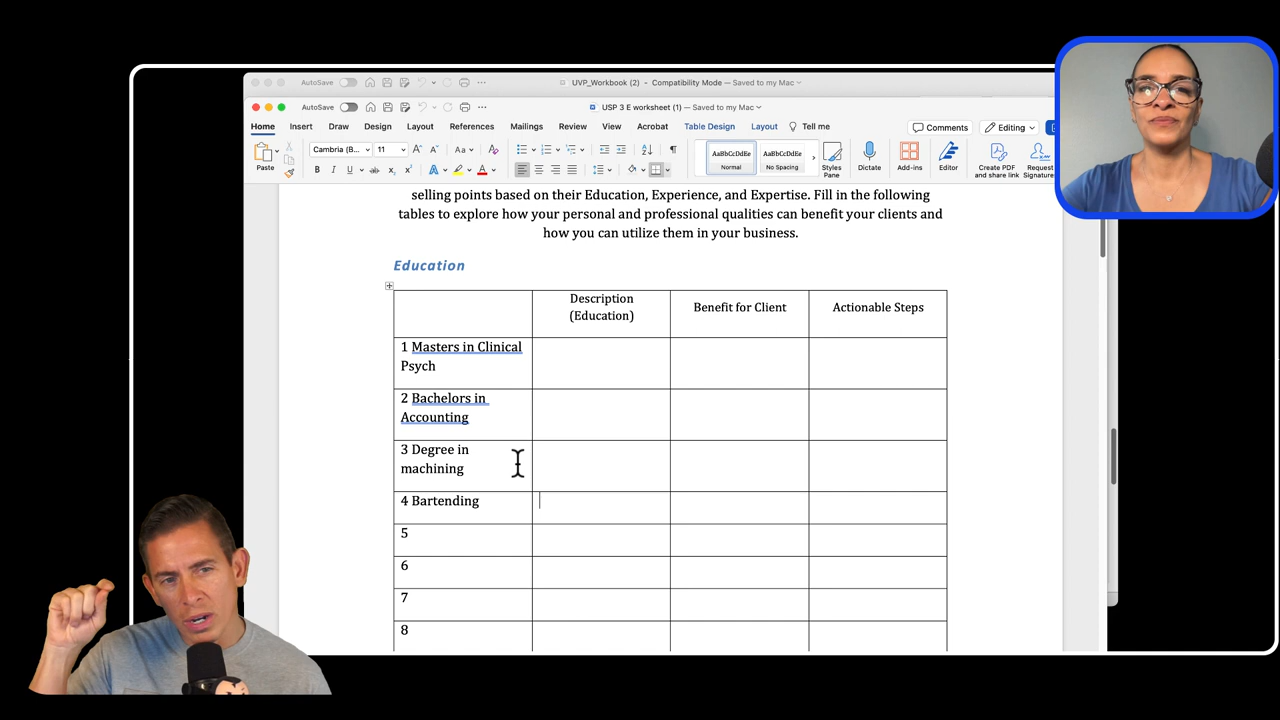 AutoSave
UVP_Workbook (2) - Compatibility Mode — Saved to my Mac
AutoSave
USP 3 E worksheet (1) — Saved to my Mac
Home Insert Draw Design Layout References Mailings Review View Acrobat Table Design Layout Tell me
Comments Editing
Paste
Cambria (B... 11 A A Aa A
B I U ab x₂ x² A A
AaBbCcDdEe
Normal
AaBbCcDdEe
No Spacing
Styles
Pane
Dictate
Add-ins
Editor
Create PDF
and share link
Request
Signature
selling points based on their Education, Experience, and Expertise. Fill in the following
tables to explore how your personal and professional qualities can benefit your clients and
how you can utilize them in your business.
Education
Description
(Education)
Benefit for Client
Actionable Steps
1 Masters in Clinical
Psych
2 Bachelors in
Accounting
3 Degree in
machining
4 Bartending
5
6
7
8